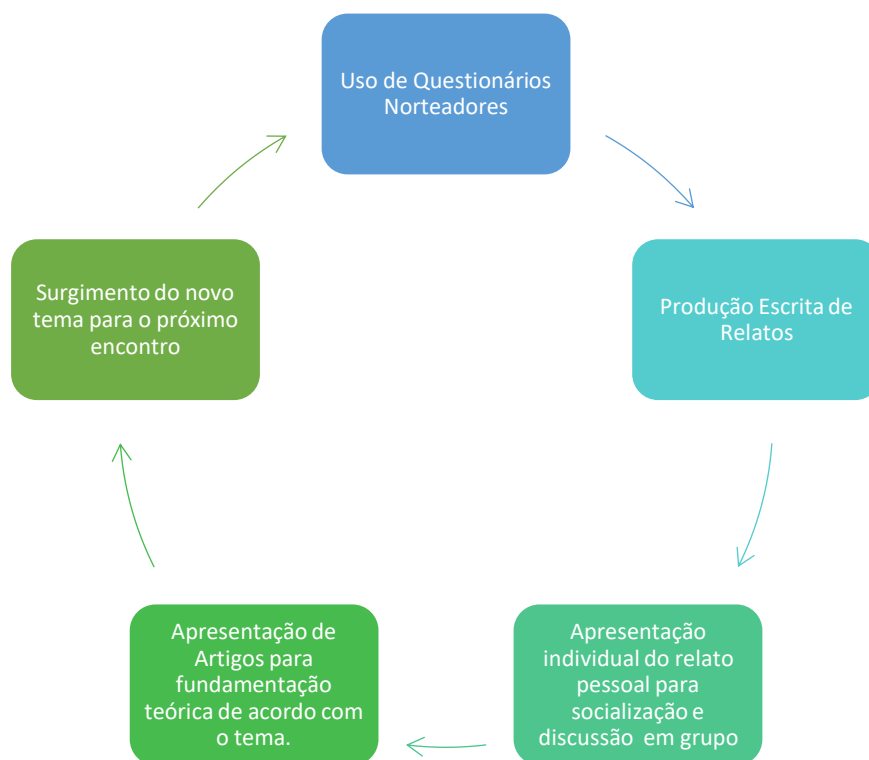 Uso de Questionários
Norteadores
Produção Escrita de
Relatos
Apresentação
individual do relato
pessoal para
socialização e
discussão em grupo
Apresentação de
Artigos para
fundamentação
teórica de acordo com
o tema.
Surgimento do novo
tema para o próximo
encontro